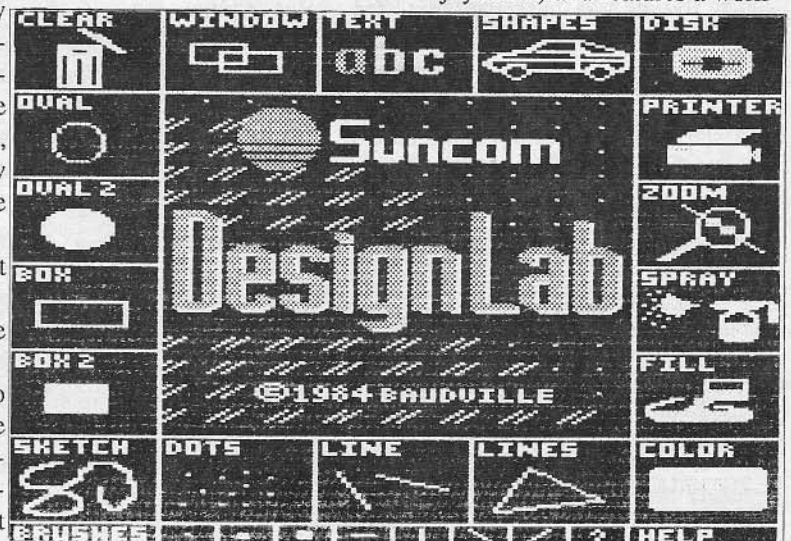 CLEAR WINDOW TEXT SHAPES DISK
abc
OVAL PRINTER
Suncom
OVAL 2 ZOOM
DesignLab
BOX SPRAY
BOX 2 FILL
©1984 BAUDVILLE
SKETCH DOTS LINE LINES COLOR
BRUSHES ? HELP